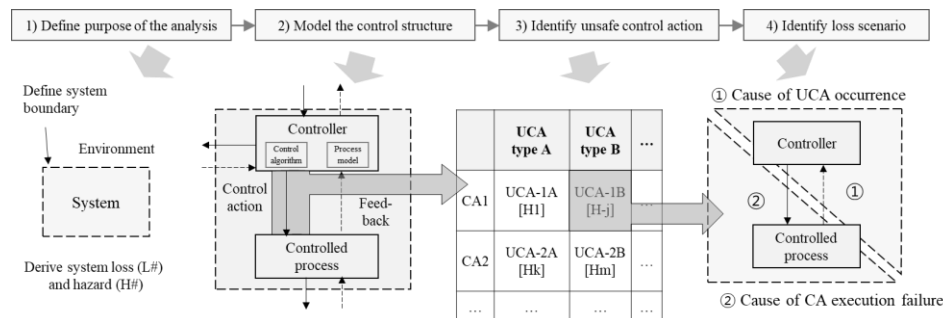 1) Define purpose of the analysis
2) Model the control structure
3) Identify unsafe control action
4) Identify loss scenario
Define system
boundary
Environment
System
Derive system loss (L#)
and hazard (H#)
Controller
Control
algorithm
Process
model
Control
action
Feed-
back
Controlled
process
UCA
type A
UCA
type B
...
CA1
UCA-1A
[H1]
UCA-1B
[H-j]
...
CA2
UCA-2A
[Hk]
UCA-2B
[Hm]
...
...
...
...
① Cause of UCA occurrence
Controller
②
①
Controlled
process
② Cause of CA execution failure